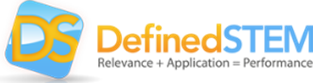 DS DefinedSTEM
Relevance + Application = Performance